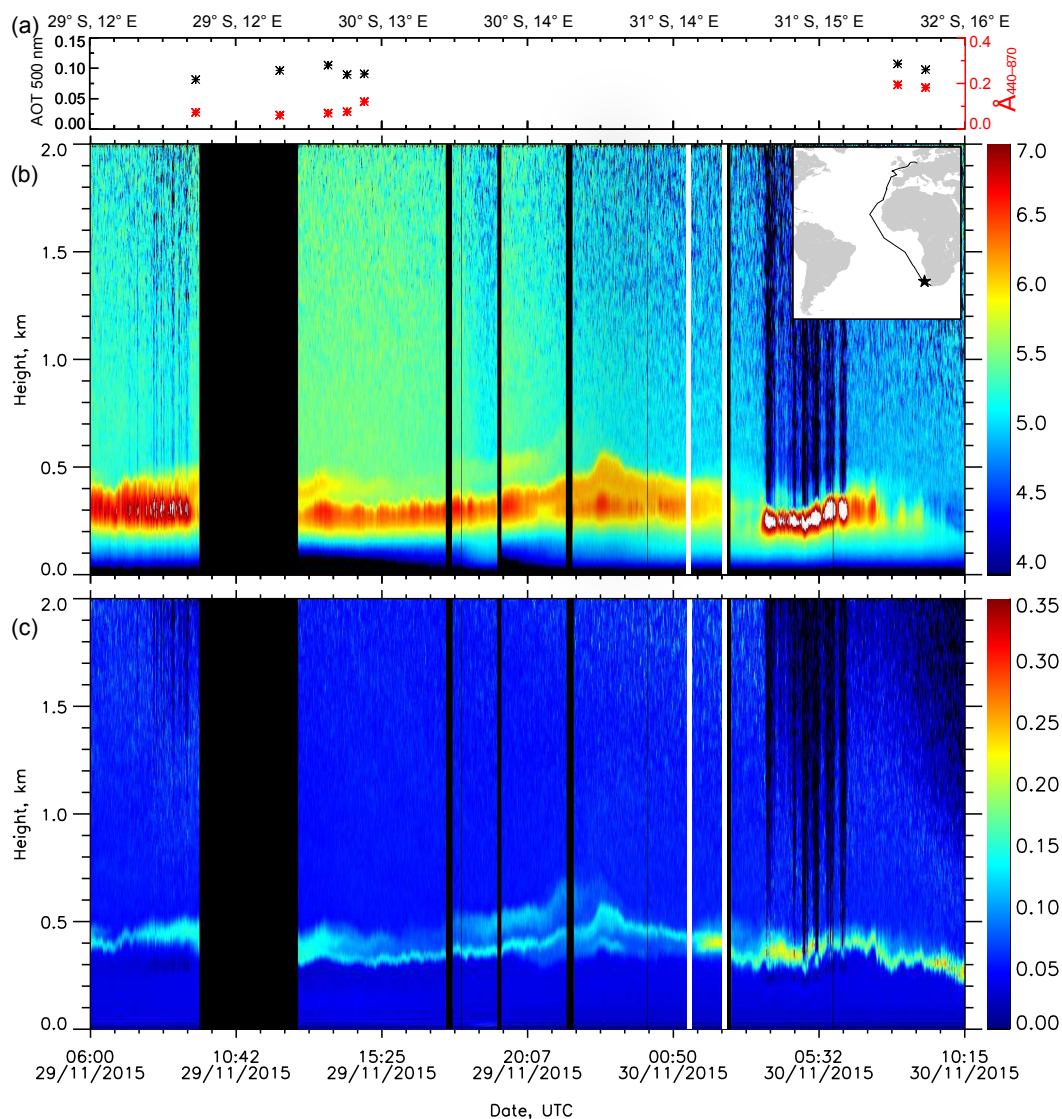 29° S, 12° E 29° S, 12° E 30° S, 13° E 30° S, 14° E 31° S, 14° E 31° S, 15° E 32° S, 16° E
(a)
0.15 0.4
0.10 0.2
0.05
0.00 0.0
AOT 500 nm
Å440–870
(b)
2.0 7.0
6.5
1.5 6.0
1.0 5.5
5.0
0.5 4.5
0.0 4.0
Height, km
(c)
2.0 0.35
0.30
1.5 0.25
1.0 0.20
0.15
0.5 0.10
0.05
0.0 0.00
Height, km
06:00 10:42 15:25 20:07 00:50 05:32 10:15
29/11/2015 29/11/2015 29/11/2015 29/11/2015 30/11/2015 30/11/2015 30/11/2015
Date, UTC